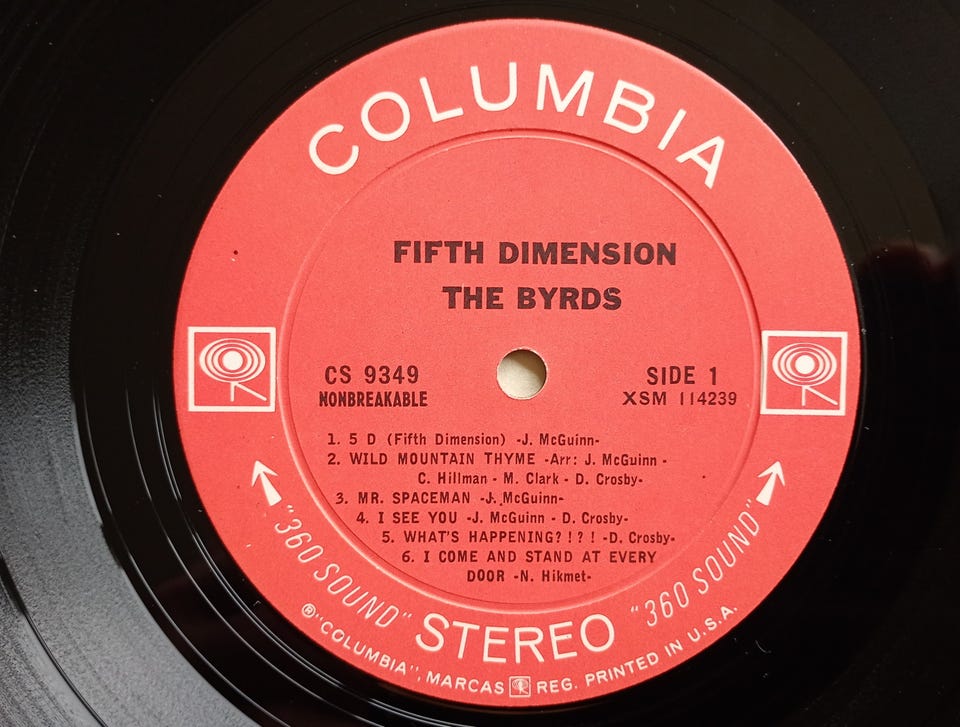 COLUMBIA
FIFTH DIMENSION
THE BYRDS
CS 9349
NONBREAKABLE
SIDE 1
XSM 114239
1. 5 D (Fifth Dimension) -J. McGuinn-
2. WILD MOUNTAIN THYME -Arr: J. McGuinn -
C. Hillman - M. Clark - D. Crosby-
3. MR. SPACEMAN -J. McGuinn-
4. I SEE YOU -J. McGuinn - D. Crosby-
5. WHAT'S HAPPENING?!?! -D. Crosby-
6. I COME AND STAND AT EVERY
DOOR -N. Hikmet-
"360 SOUND" STEREO "360 SOUND"
® "COLUMBIA", MARCAS REG. PRINTED IN U.S.A.